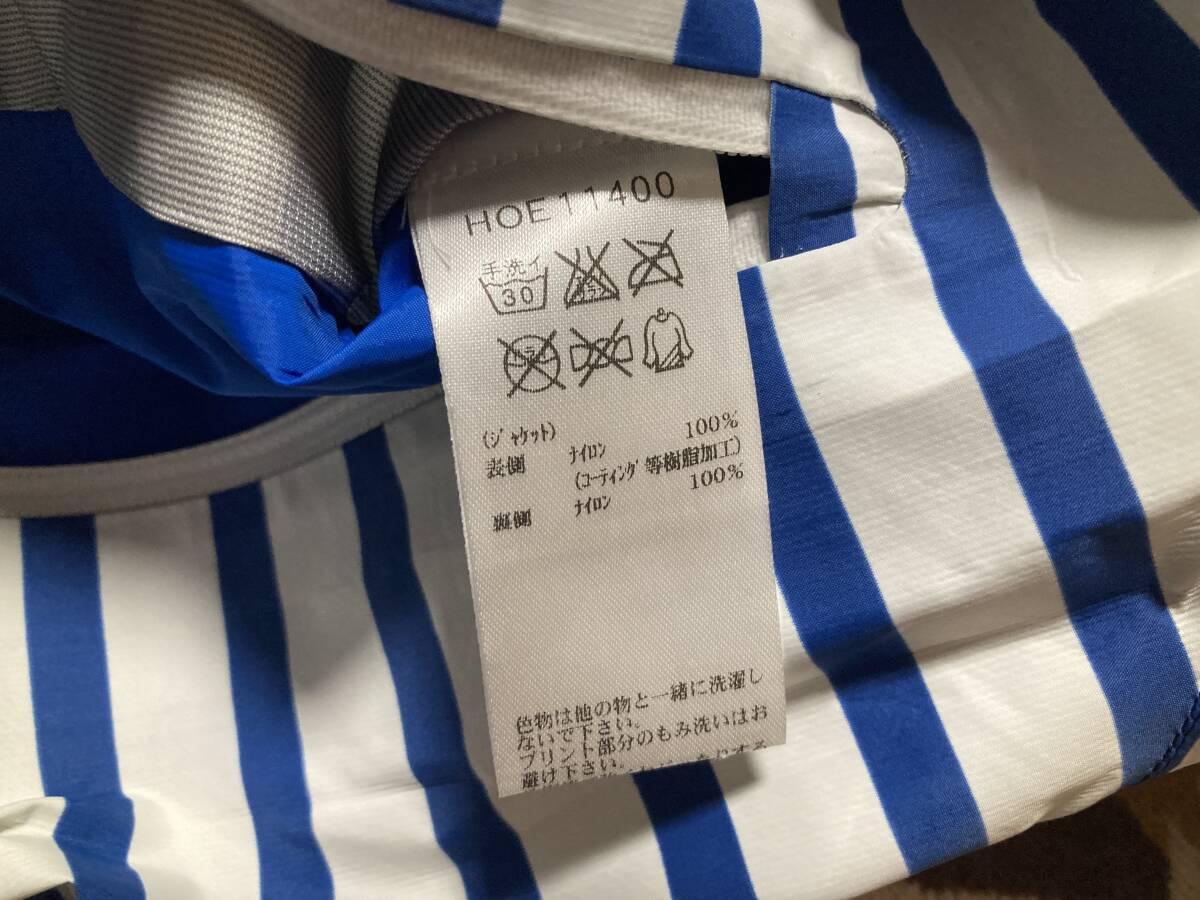 HOE11400
手洗イ
30
(ジャケット)
表側 ナイロン 100%
(コーティング等樹脂加工)
裏側 ナイロン 100%
色物は他の物と一緒に洗濯し
ないで下さい。
プリント部分のもみ洗いはお
避け下さい。